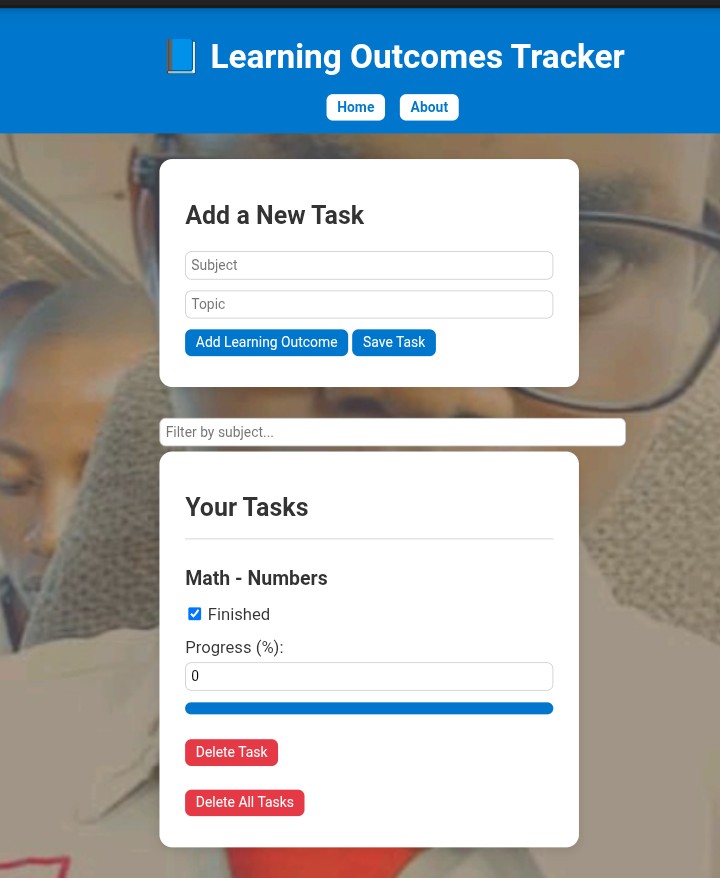 📘 Learning Outcomes Tracker
Home About
Add a New Task
Subject
Topic
Add Learning Outcome Save Task
Filter by subject...
Your Tasks
Math - Numbers
Finished
Progress (%):
0
Delete Task
Delete All Tasks